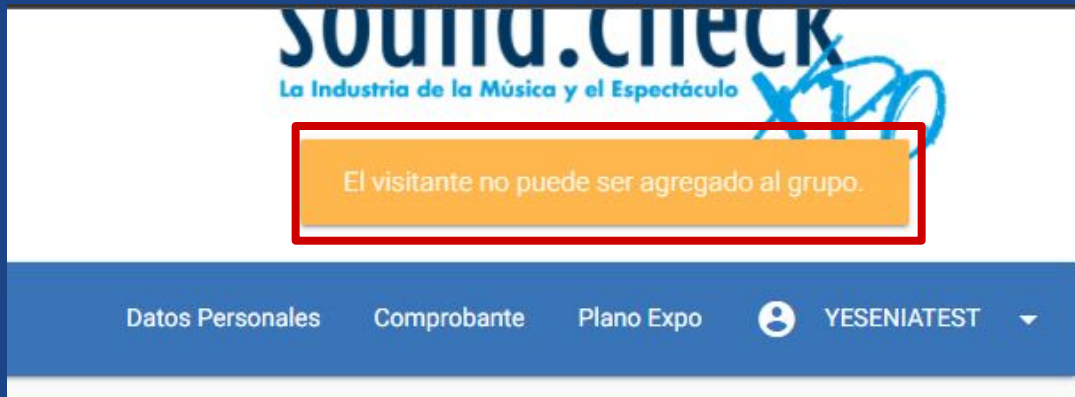 sound.check
XPO
La Industria de la Música y el Espectáculo
El visitante no puede ser agregado al grupo.
Datos Personales Comprobante Plano Expo YESENIATEST